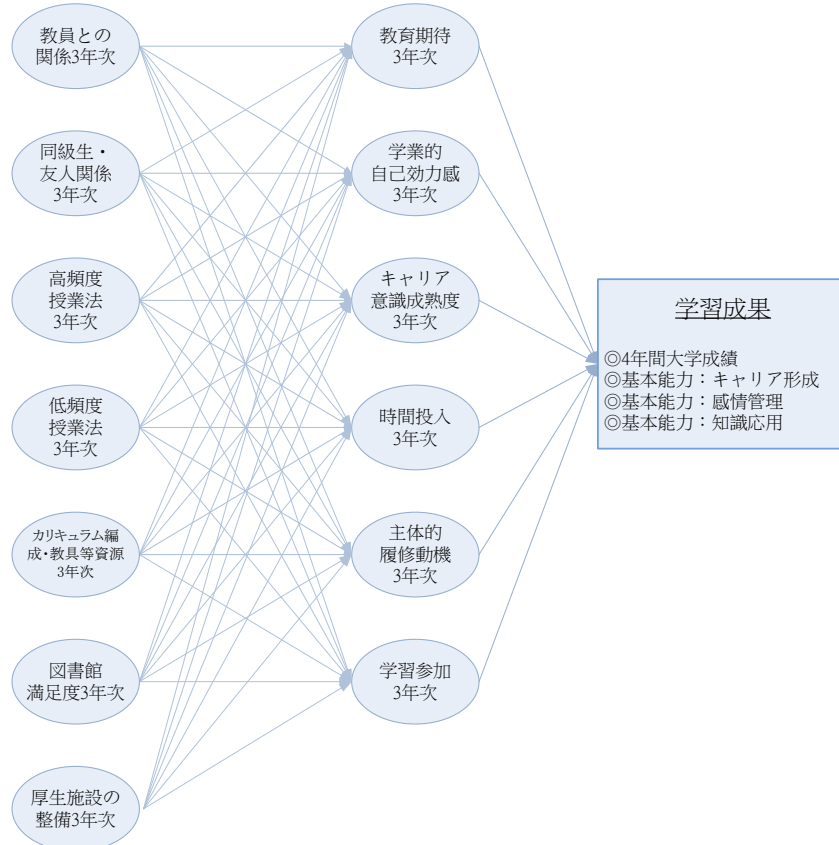 教員との
関係3年次
同級生・
友人関係
3年次
高頻度
授業法
3年次
低頻度
授業法
3年次
カリキュラム編
成・教具等資源
3年次
図書館
満足度3年次
厚生施設の
整備3年次
教育期待
3年次
学業的
自己効力感
3年次
キャリア
意識成熟度
3年次
時間投入
3年次
主体的
履修動機
3年次
学習参加
3年次
学習成果
◎4年間大学成績
◎基本能力：キャリア形成
◎基本能力：感情管理
◎基本能力：知識応用